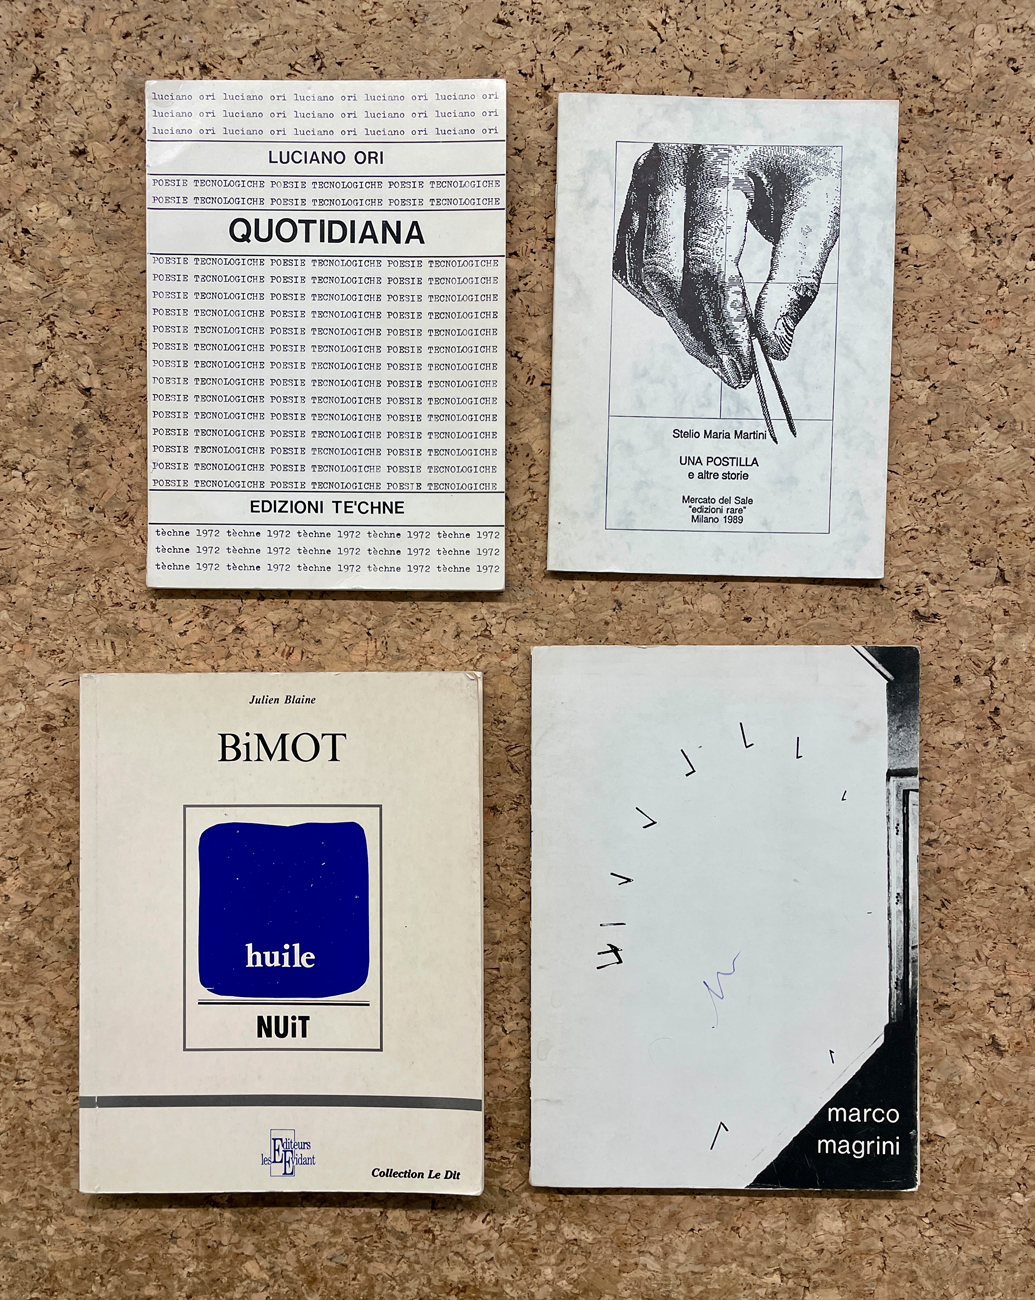 luciano ori luciano ori luciano ori luciano ori luciano ori
luciano ori luciano ori luciano ori luciano ori luciano ori
luciano ori luciano ori luciano ori luciano ori luciano ori
LUCIANO ORI
POESIE TECNOLOGICHE POESIE TECNOLOGICHE POESIE TECNOLOGICHE
POESIE TECNOLOGICHE POESIE TECNOLOGICHE POESIE TECNOLOGICHE
QUOTIDIANA
POESIE TECNOLOGICHE POESIE TECNOLOGICHE POESIE TECNOLOGICHE
POESIE TECNOLOGICHE POESIE TECNOLOGICHE POESIE TECNOLOGICHE
POESIE TECNOLOGICHE POESIE TECNOLOGICHE POESIE TECNOLOGICHE
POESIE TECNOLOGICHE POESIE TECNOLOGICHE POESIE TECNOLOGICHE
POESIE TECNOLOGICHE POESIE TECNOLOGICHE POESIE TECNOLOGICHE
POESIE TECNOLOGICHE POESIE TECNOLOGICHE POESIE TECNOLOGICHE
POESIE TECNOLOGICHE POESIE TECNOLOGICHE POESIE TECNOLOGICHE
POESIE TECNOLOGICHE POESIE TECNOLOGICHE POESIE TECNOLOGICHE
POESIE TECNOLOGICHE POESIE TECNOLOGICHE POESIE TECNOLOGICHE
POESIE TECNOLOGICHE POESIE TECNOLOGICHE POESIE TECNOLOGICHE
POESIE TECNOLOGICHE POESIE TECNOLOGICHE POESIE TECNOLOGICHE
POESIE TECNOLOGICHE POESIE TECNOLOGICHE POESIE TECNOLOGICHE
POESIE TECNOLOGICHE POESIE TECNOLOGICHE POESIE TECNOLOGICHE
POESIE TECNOLOGICHE POESIE TECNOLOGICHE POESIE TECNOLOGICHE
EDIZIONI TE'CHNE
tèchne 1972 tèchne 1972 tèchne 1972 tèchne 1972 tèchne 1972
tèchne 1972 tèchne 1972 tèchne 1972 tèchne 1972 tèchne 1972
tèchne 1972 tèchne 1972 tèchne 1972 tèchne 1972 tèchne 1972
Stelio Maria Martini
UNA POSTILLA
e altre storie
Mercato del Sale
"edizioni rare"
Milano 1989
Julien Blaine
BiMOT
huile
NUiT
Editeurs
les Evidant
Collection Le Dit
marco
magrini